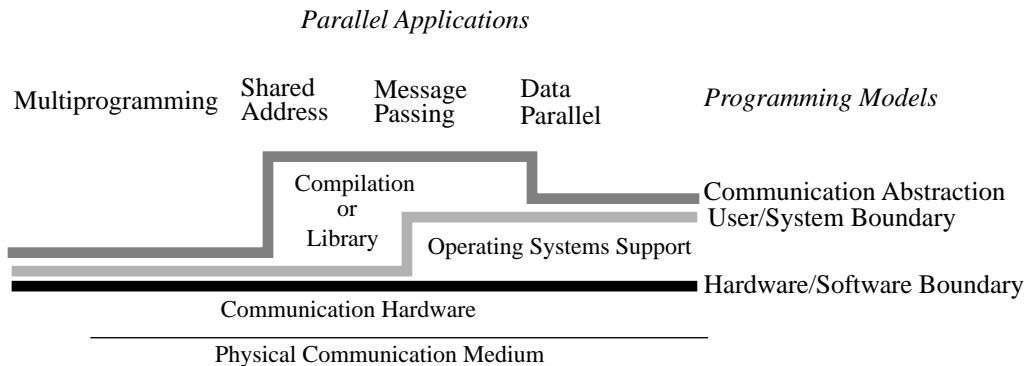 Parallel Applications
Multiprogramming
Shared
Address
Message
Passing
Data
Parallel
Programming Models
Compilation
or
Library
Communication Abstraction
User/System Boundary
Operating Systems Support
Hardware/Software Boundary
Communication Hardware
Physical Communication Medium